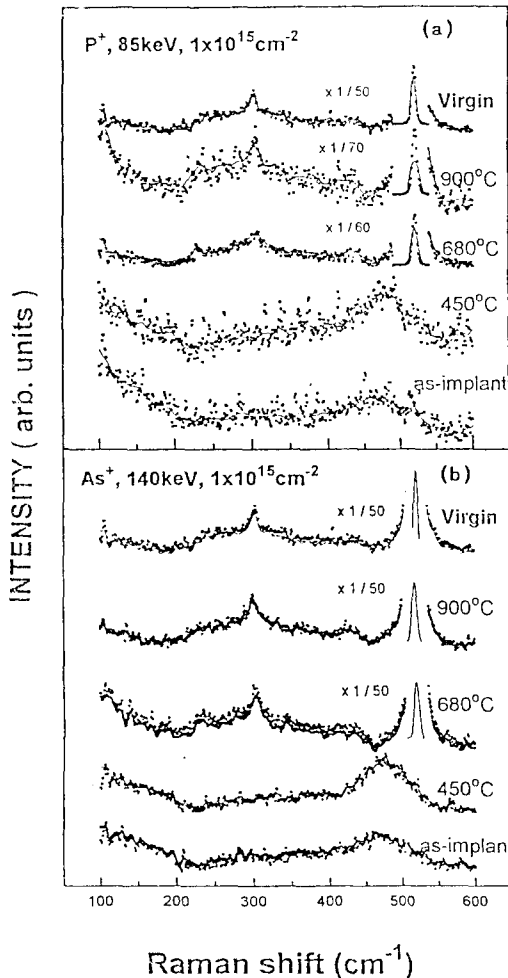 P⁺, 85keV, 1x10¹⁵cm⁻²
(a)
x 1 / 50
Virgin
x 1/70
900°C
x 1/60
680°C
450°C
as-implant
As⁺, 140keV, 1x10¹⁵cm⁻²
(b)
x 1 / 50
Virgin
x 1/50
900°C
x 1/50
680°C
450°C
as-implan
100
200
300
400
500
600
INTENSITY ( arb. units )
Raman shift (cm⁻¹)